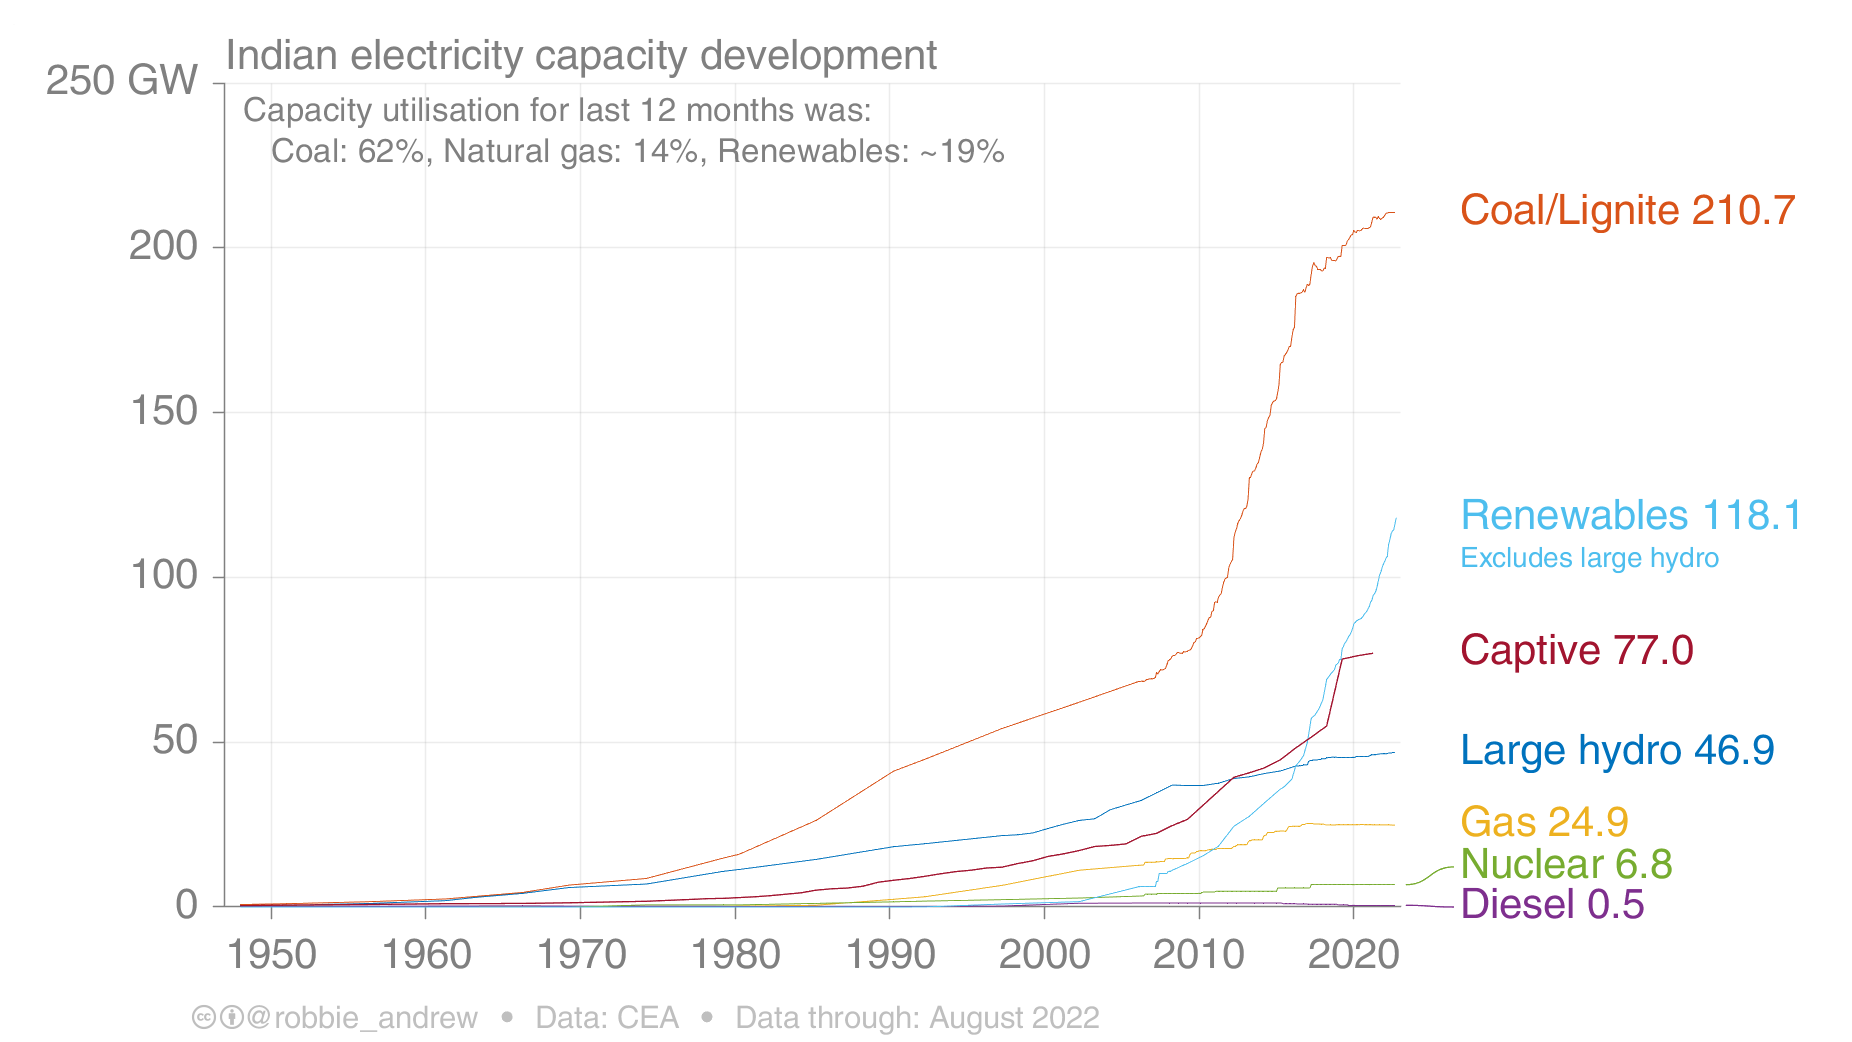 Indian electricity capacity development
250 GW
Capacity utilisation for last 12 months was:
Coal: 62%, Natural gas: 14%, Renewables: ~19%
Coal/Lignite 210.7
200
150
Renewables 118.1
Excludes large hydro
100
Captive 77.0
50
Large hydro 46.9
Gas 24.9
Nuclear 6.8
Diesel 0.5
0
1950 1960 1970 1980 1990 2000 2010 2020
cc @robbie_andrew • Data: CEA • Data through: August 2022